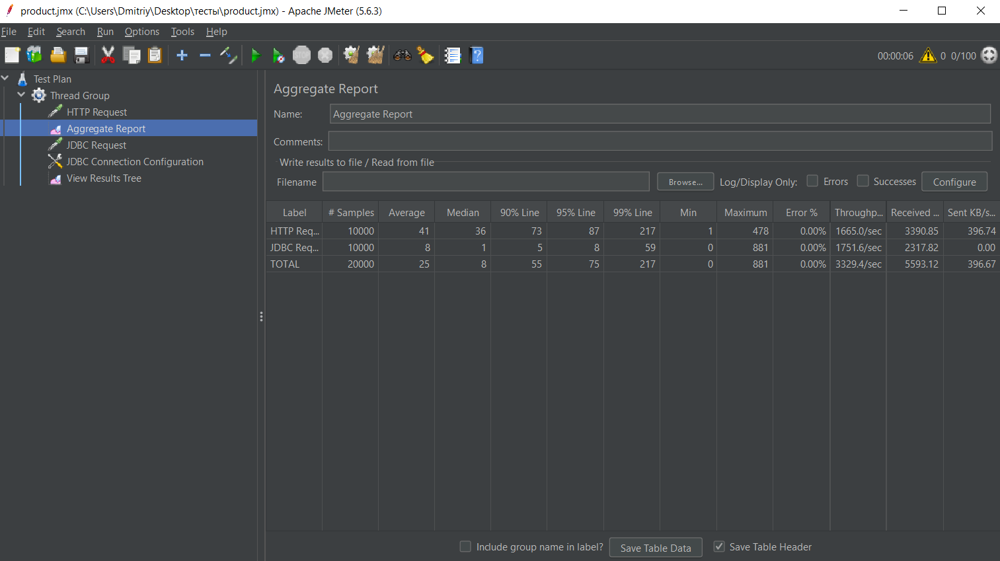 product.jmx (C:\Users\Dmitriy\Desktop\тесты\product.jmx) - Apache JMeter (5.6.3)
File Edit Search Run Options Tools Help
STOP
00:00:06 0 0/100
Test Plan
Thread Group
HTTP Request
Aggregate Report
JDBC Request
JDBC Connection Configuration
View Results Tree
Aggregate Report
Name: Aggregate Report
Comments:
Write results to file / Read from file
Filename Browse... Log/Display Only: Errors Successes Configure
Label # Samples Average Median 90% Line 95% Line 99% Line Min Maximum Error % Throughp... Received ... Sent KB/s...
HTTP Req... 10000 41 36 73 87 217 1 478 0.00% 1665.0/sec 3390.85 396.74
JDBC Req... 10000 8 1 5 8 59 0 881 0.00% 1751.6/sec 2317.82 0.00
TOTAL 20000 25 8 55 75 217 0 881 0.00% 3329.4/sec 5593.12 396.67
Include group name in label? Save Table Data Save Table Header